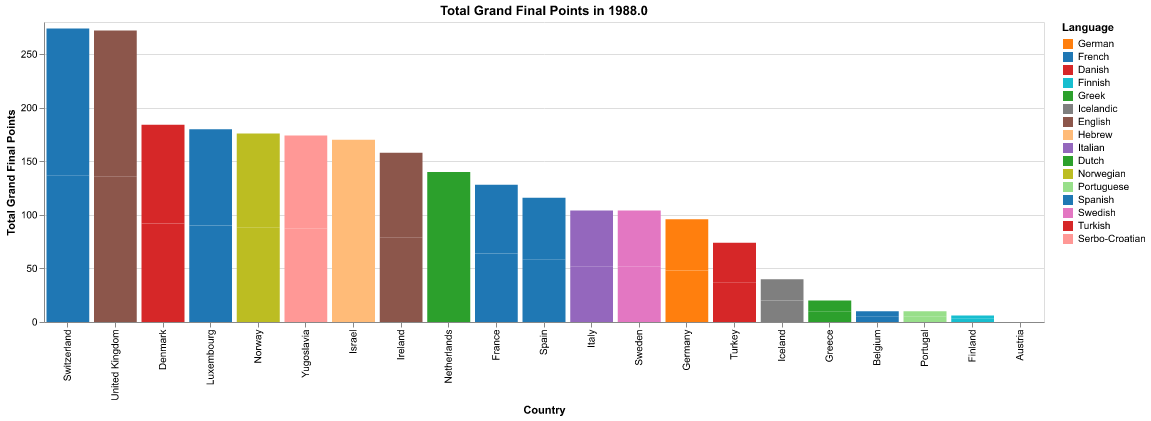 Total Grand Final Points in 1988.0
Total Grand Final Points
250
200
150
100
50
0
Switzerland
United Kingdom
Denmark
Luxembourg
Norway
Yugoslavia
Israel
Ireland
Netherlands
France
Spain
Italy
Sweden
Germany
Turkey
Iceland
Greece
Belgium
Portugal
Finland
Austria
Country
Language
German
French
Danish
Finnish
Greek
Icelandic
English
Hebrew
Italian
Dutch
Norwegian
Portuguese
Spanish
Swedish
Turkish
Serbo-Croatian